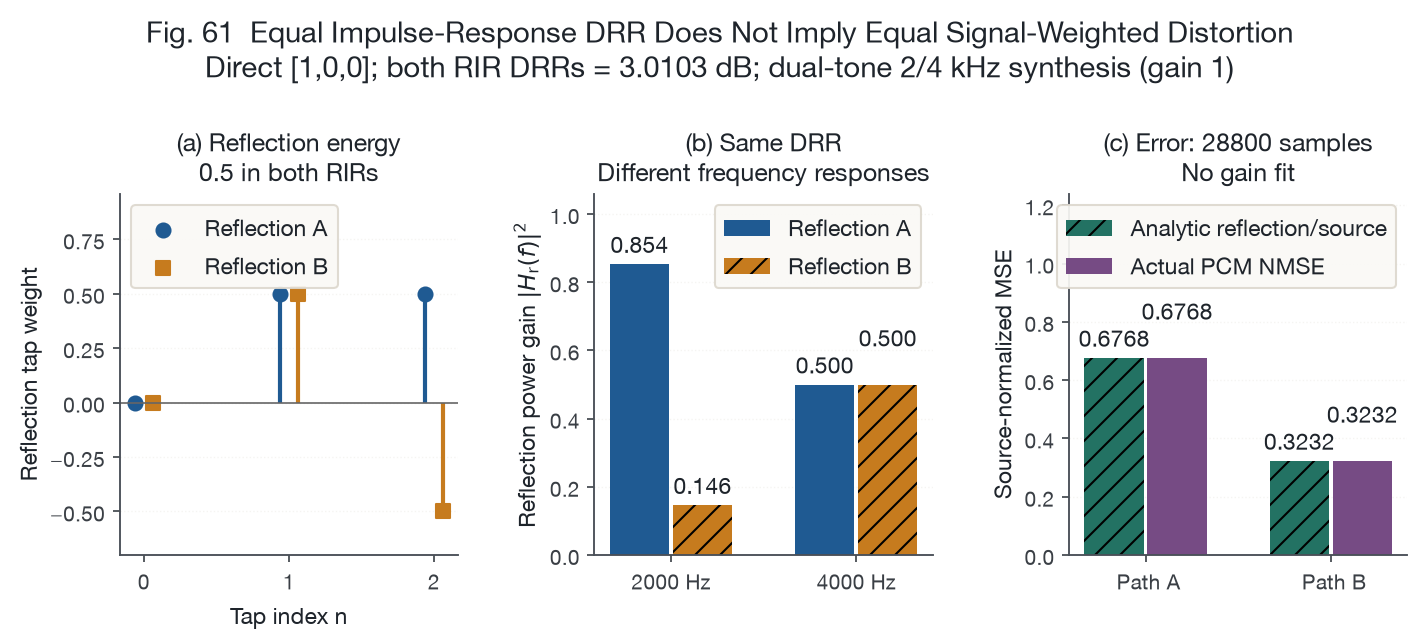 Fig. 61  Equal Impulse-Response DRR Does Not Imply Equal Signal-Weighted Distortion
Direct [1,0,0]; both RIR DRRs = 3.0103 dB; dual-tone 2/4 kHz synthesis (gain 1)
(a) Reflection energy
0.5 in both RIRs
Reflection A
Reflection B
Reflection tap weight
0.75
0.50
0.25
0.00
−0.25
−0.50
0
1
2
Tap index n
(b) Same DRR
Different frequency responses
Reflection A
Reflection B
Reflection power gain |Hr(f)|²
1.0
0.8
0.6
0.4
0.2
0.0
0.854
0.146
0.500
0.500
2000 Hz
4000 Hz
(c) Error: 28800 samples
No gain fit
Analytic reflection/source
Actual PCM NMSE
Source-normalized MSE
1.2
1.0
0.8
0.6
0.4
0.2
0.0
0.6768
0.6768
0.3232
0.3232
Path A
Path B